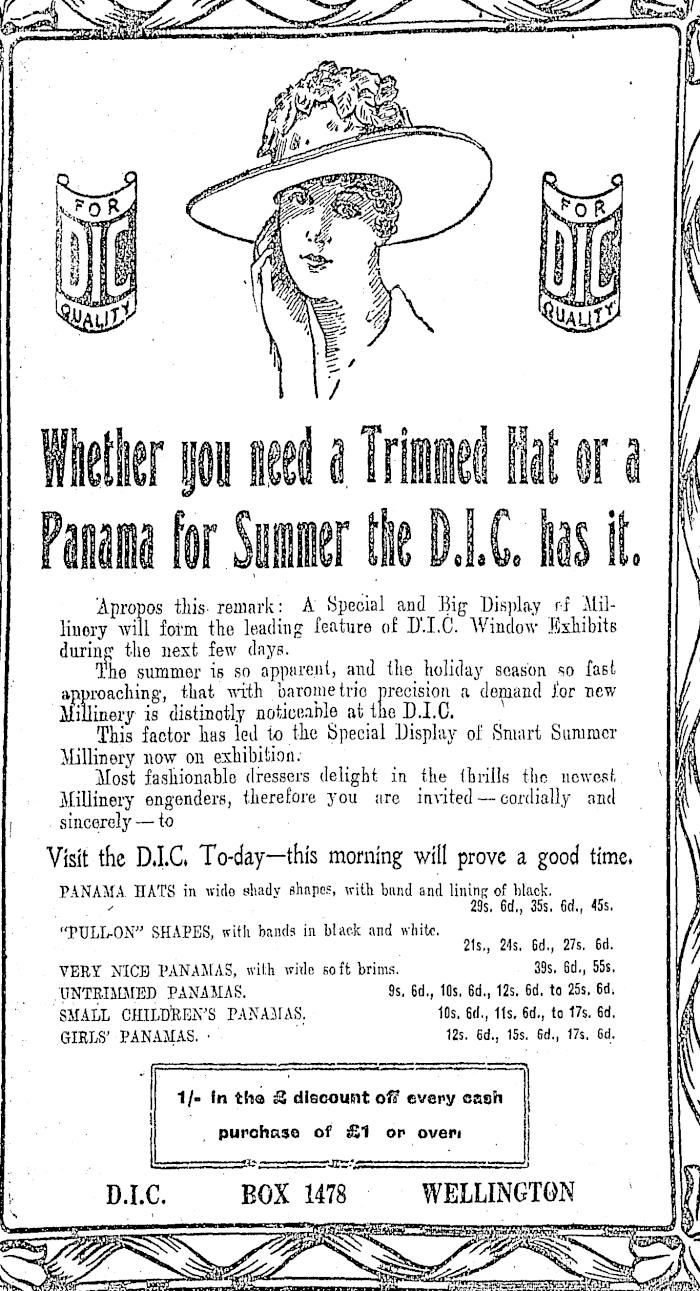 FOR
DIC
QUALITY
FOR
DIC
QUALITY
Whether you need a Trimmed Hat or a
Panama for Summer the D.I.C. has it.
Apropos this remark: A Special and Big Display of Mil-
linery will form the leading feature of D.I.C. Window Exhibits
during the next few days.
The summer is so apparent, and the holiday season so fast
approaching, that with barometric precision a demand for new
Millinery is distinctly noticeable at the D.I.C.
This factor has led to the Special Display of Smart Summer
Millinery now on exhibition.
Most fashionable dressers delight in the thrills the newest
Millinery engenders, therefore you are invited — cordially and
sincerely — to
Visit the D.I.C. To-day—this morning will prove a good time.
PANAMA HATS in wide shady shapes, with band and lining of black.
29s. 6d., 35s. 6d., 45s.
"PULL-ON" SHAPES, with bands in black and white.
21s., 24s. 6d., 27s. 6d.
VERY NICE PANAMAS, with wide soft brims. 39s. 6d., 55s.
UNTRIMMED PANAMAS. 9s. 6d., 10s. 6d., 12s. 6d. to 25s. 6d.
SMALL CHILDREN'S PANAMAS. 10s. 6d., 11s. 6d., to 17s. 6d.
GIRLS' PANAMAS. 12s. 6d., 15s. 6d., 17s. 6d.
1/- in the £ discount off every cash
purchase of £1 or over.
D.I.C. BOX 1478 WELLINGTON